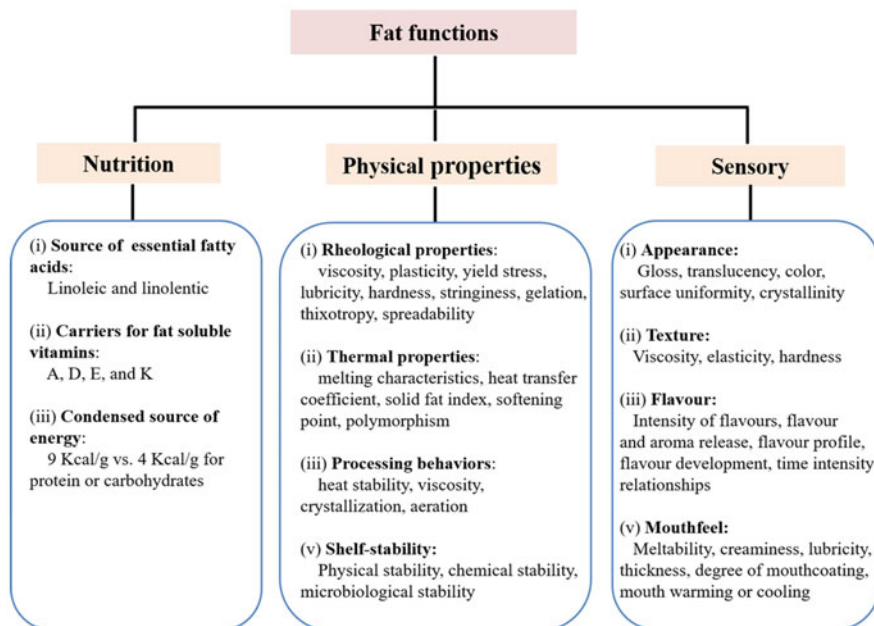 Fat functions
Nutrition
(i) Source of essential fatty
acids:
Linoleic and linolentic
(ii) Carriers for fat soluble
vitamins:
A, D, E, and K
(iii) Condensed source of
energy:
9 Kcal/g vs. 4 Kcal/g for
protein or carbohydrates
Physical properties
(i) Rheological properties:
viscosity, plasticity, yield stress,
lubricity, hardness, stringiness, gelation,
thixotropy, spreadability
(ii) Thermal properties:
melting characteristics, heat transfer
coefficient, solid fat index, softening
point, polymorphism
(iii) Processing behaviors:
heat stability, viscosity,
crystallization, aeration
(v) Shelf-stability:
Physical stability, chemical stability,
microbiological stability
Sensory
(i) Appearance:
Gloss, translucency, color,
surface uniformity, crystallinity
(ii) Texture:
Viscosity, elasticity, hardness
(iii) Flavour:
Intensity of flavours, flavour
and aroma release, flavour profile,
flavour development, time intensity
relationships
(v) Mouthfeel:
Meltability, creaminess, lubricity,
thickness, degree of mouthcoating,
mouth warming or cooling